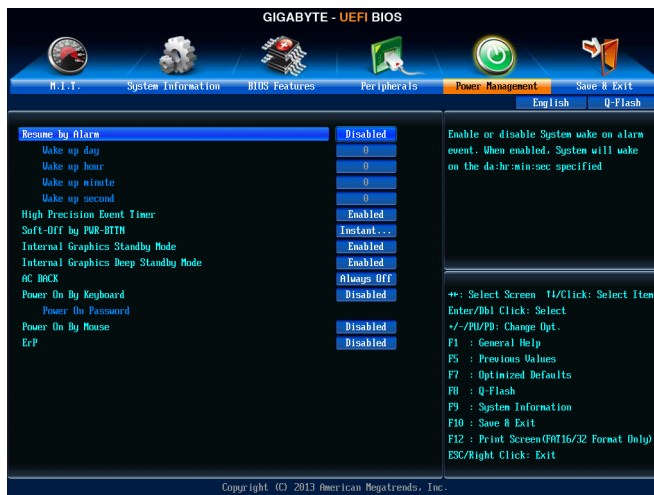 GIGABYTE - UEFI BIOS
M.I.T. System Information BIOS Features Peripherals Power Management Save & Exit
English Q-Flash
Resume by Alarm Disabled
Wake up day 0
Wake up hour 0
Wake up minute 0
Wake up second 0
High Precision Event Timer Enabled
Soft-Off by PWR-BTTN Instant...
Internal Graphics Standby Mode Enabled
Internal Graphics Deep Standby Mode Enabled
AC BACK Always Off
Power On By Keyboard Disabled
Power On Password
Power On By Mouse Disabled
ErP Disabled
Enable or disable System wake on alarm
event. When enabled, System will wake
on the da:hr:min:sec specified
→←: Select Screen ↑↓/Click: Select Item
Enter/Dbl Click: Select
+/-/PU/PD: Change Opt.
F1 : General Help
F5 : Previous Values
F7 : Optimized Defaults
F8 : Q-Flash
F9 : System Information
F10 : Save & Exit
F12 : Print Screen(FAT16/32 Format Only)
ESC/Right Click: Exit
Copyright (C) 2013 American Megatrends, Inc.